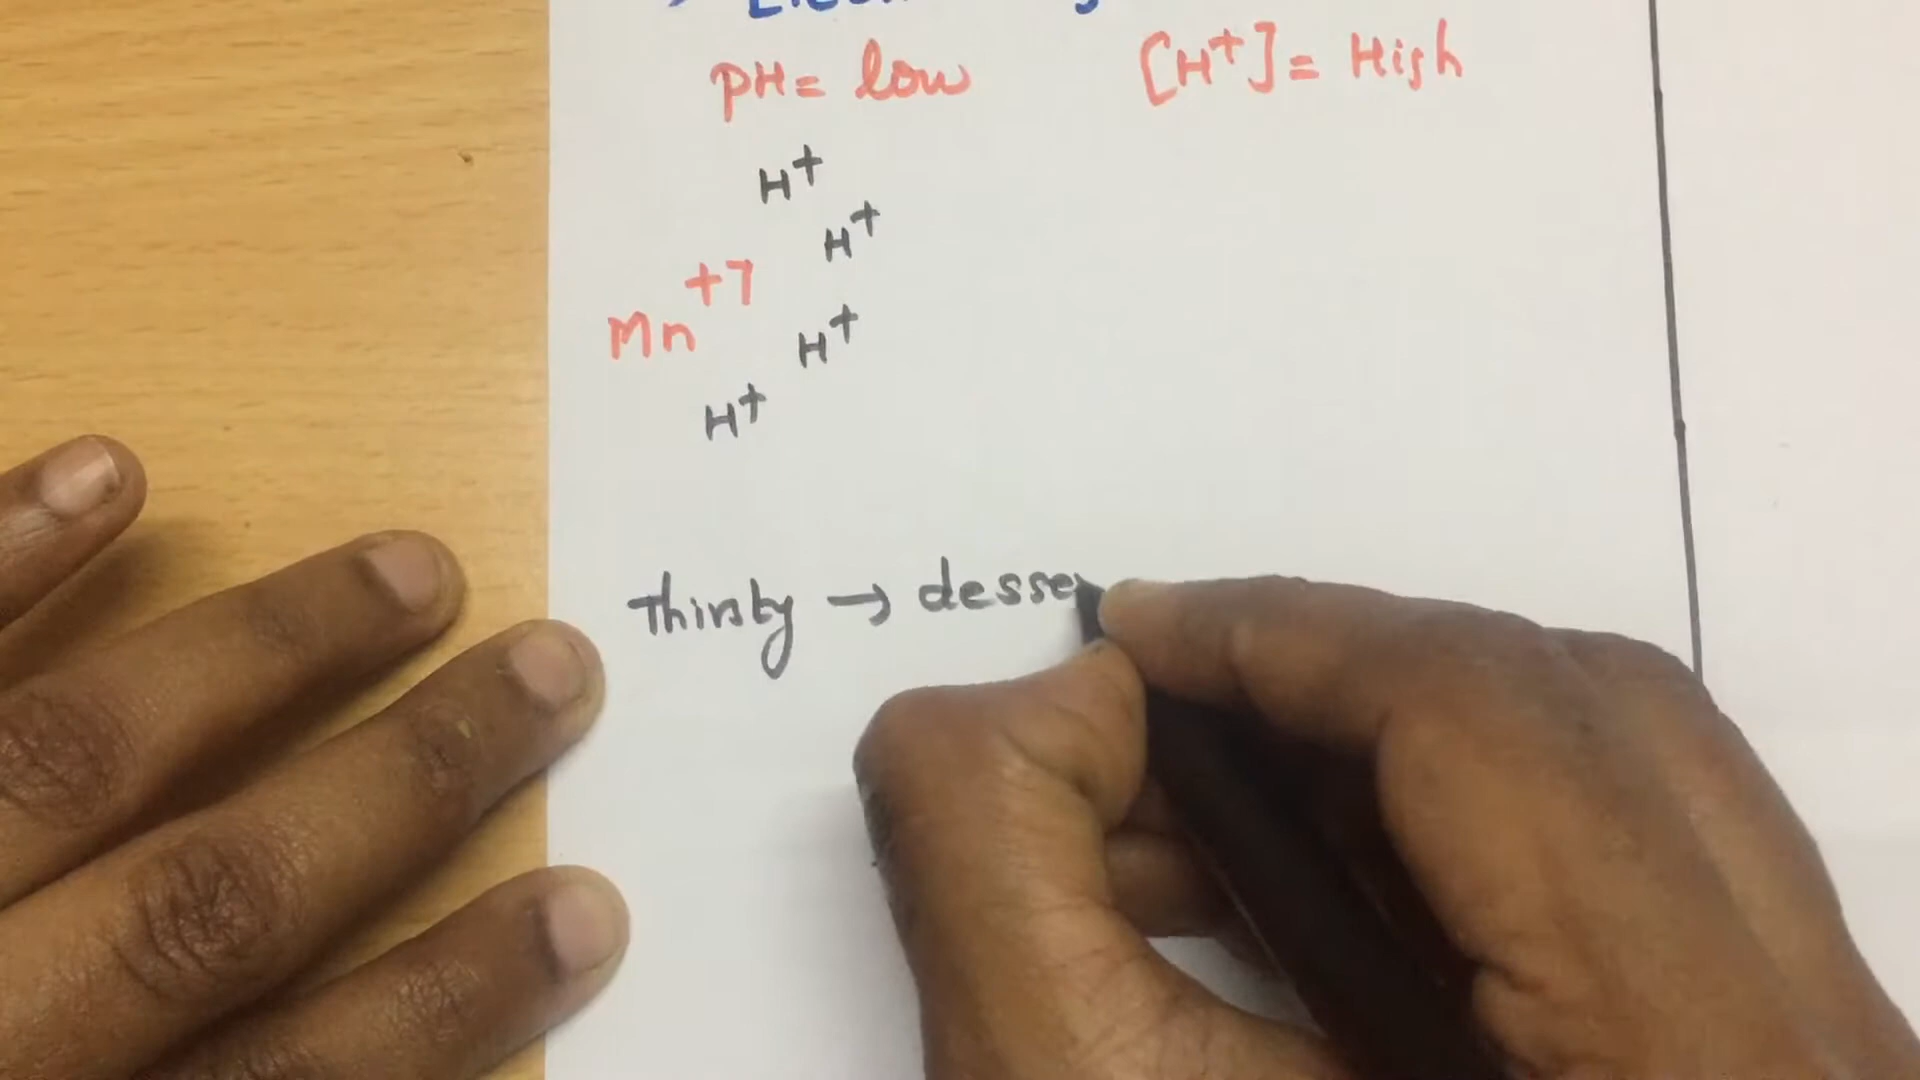 pH = low [H+] = High
H+
H+
Mn+7
H+
H+
Thirsty → desse